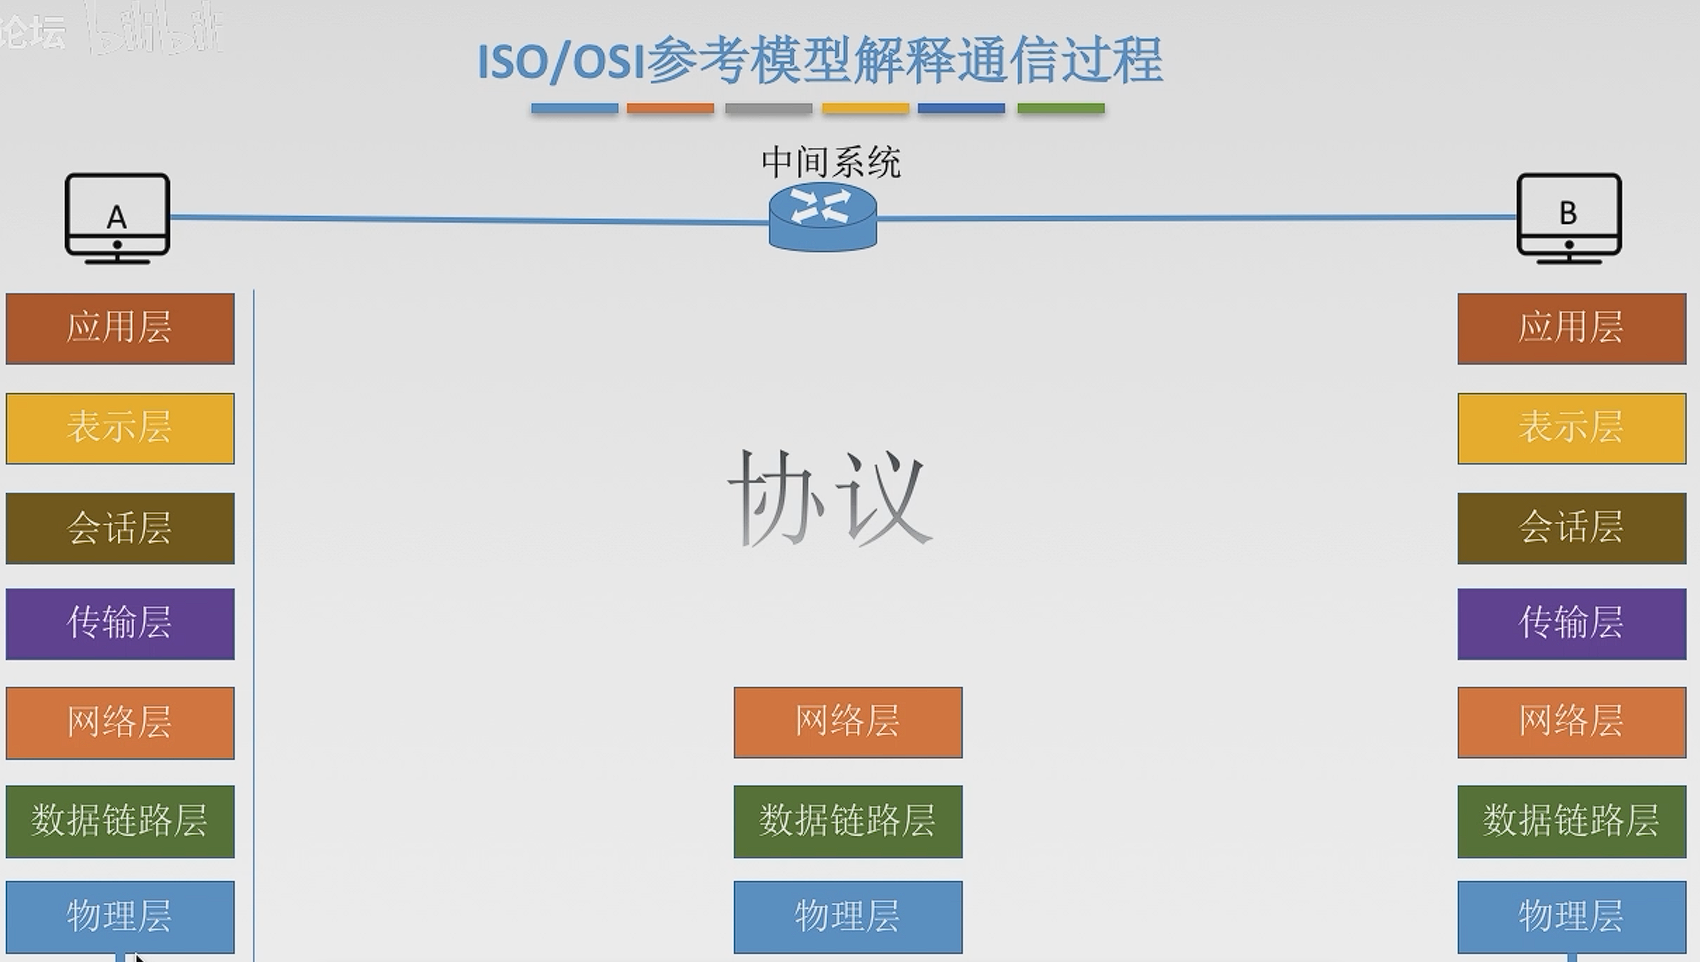 论坛 bilibili
ISO/OSI参考模型解释通信过程
中间系统
A
B
应用层
应用层
表示层
表示层
协议
会话层
会话层
传输层
传输层
网络层
网络层
网络层
数据链路层
数据链路层
数据链路层
物理层
物理层
物理层